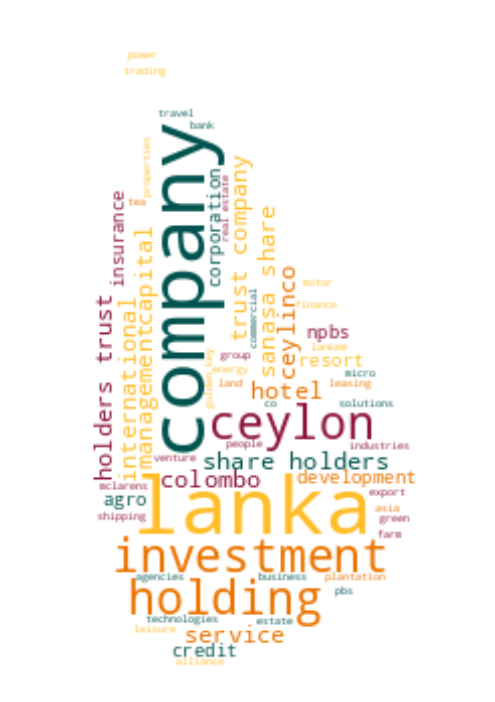 power
trading
travel
bank
company
properties
tea
insurance
corporation
real estate
trust company
sanasa share
holders trust
international
managementcapital
commercial
ceylinco
motor
finance
npbs
lankem
resort
group
energy
land
golden key
micro
leasing
hotel
co
solutions
ceylon
people
industries
venture
share holders
colombo
development
mclarens
agro
export
lanka
asia
shipping
green
farm
investment
agencies
business
plantation
holding
pbs
technologies
estate
leisure
service
credit
alliance